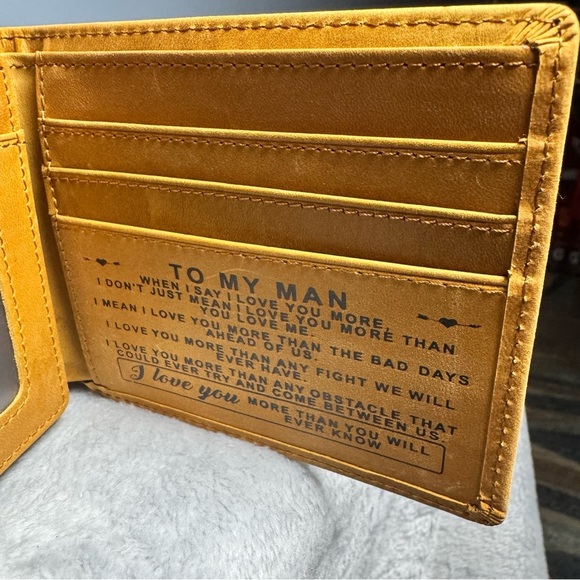 TO MY MAN
WHEN I SAY I LOVE YOU MORE,
I DON'T JUST MEAN I LOVE YOU MORE THAN
YOU LOVE ME.
I MEAN I LOVE YOU MORE THAN THE BAD DAYS
AHEAD OF US.
I LOVE YOU MORE THAN ANY FIGHT WE WILL
EVER HAVE.
I LOVE YOU MORE THAN ANY OBSTACLE THAT
COULD EVER TRY AND COME BETWEEN US.
I love you MORE THAN YOU WILL
EVER KNOW